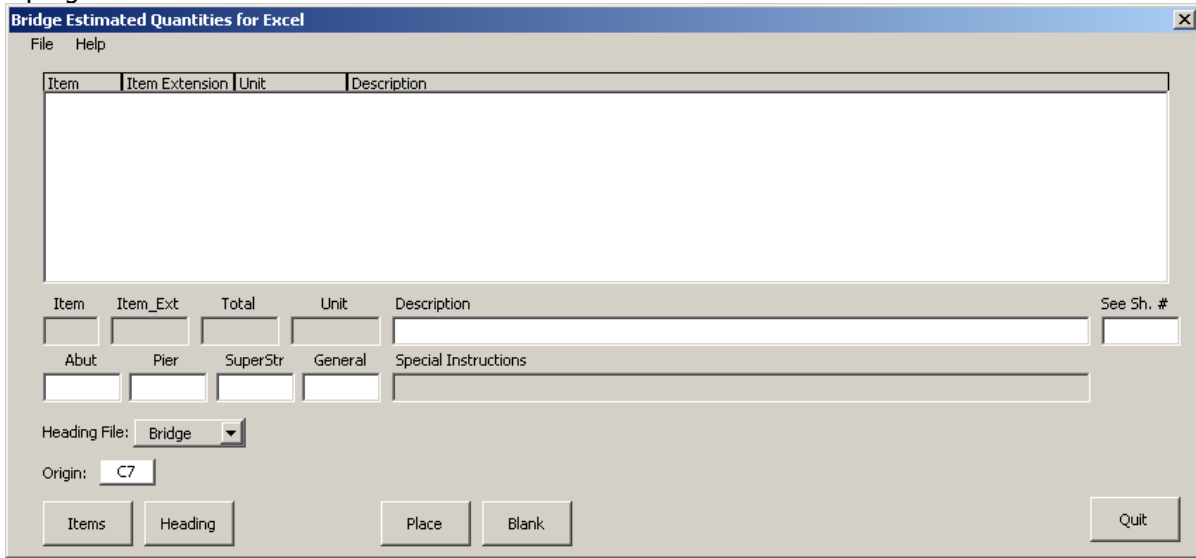 Bridge Estimated Quantities for Excel
File Help
Item Item Extension Unit Description
Item Item_Ext Total Unit Description See Sh. #
Abut Pier SuperStr General Special Instructions
Heading File: Bridge
Origin: C7
Items Heading Place Blank Quit